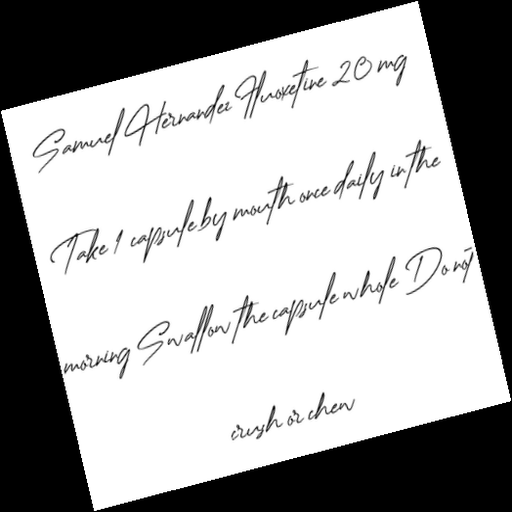 Samuel Hernandez Fluoxetine 20 mg
Take 1 capsule by mouth once daily in the
morning Swallow the capsule whole Do not
crush or chew